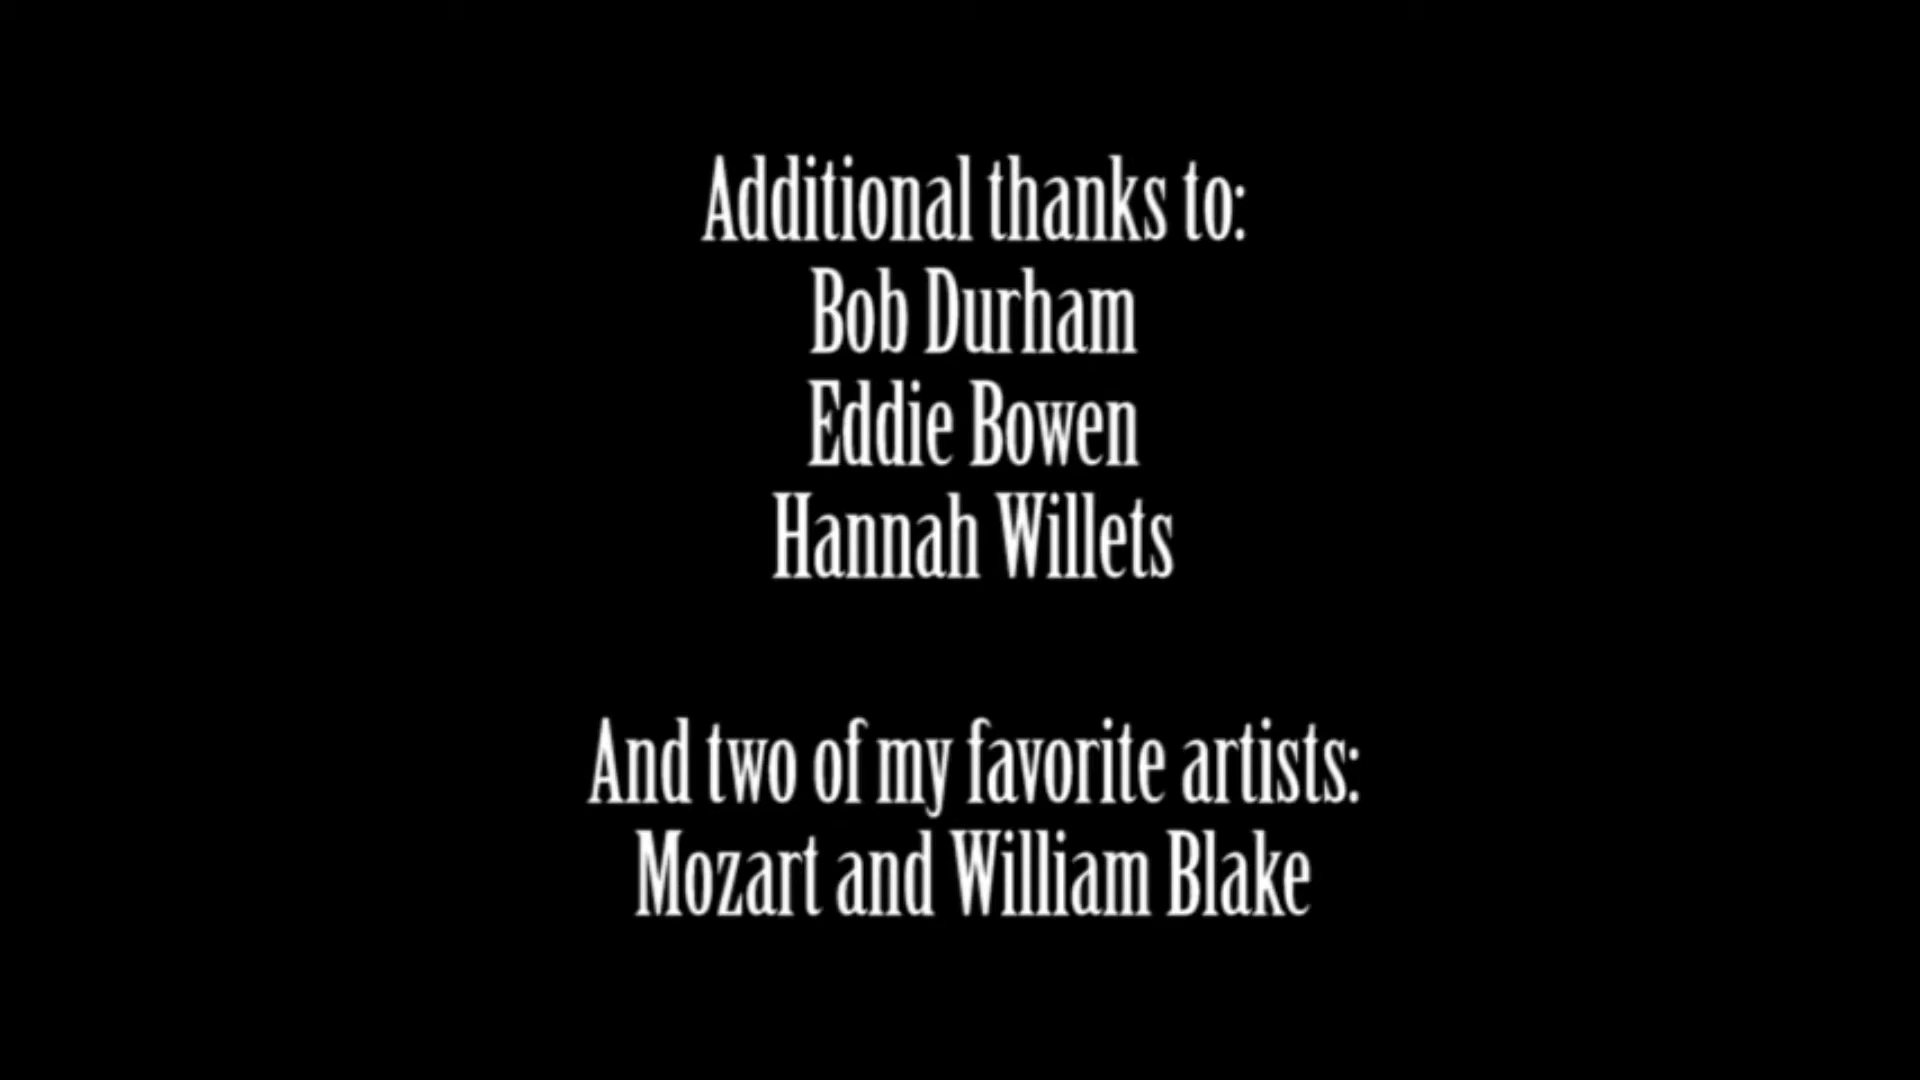 Additional thanks to:
Bob Durham
Eddie Bowen
Hannah Willets
And two of my favorite artists:
Mozart and William Blake